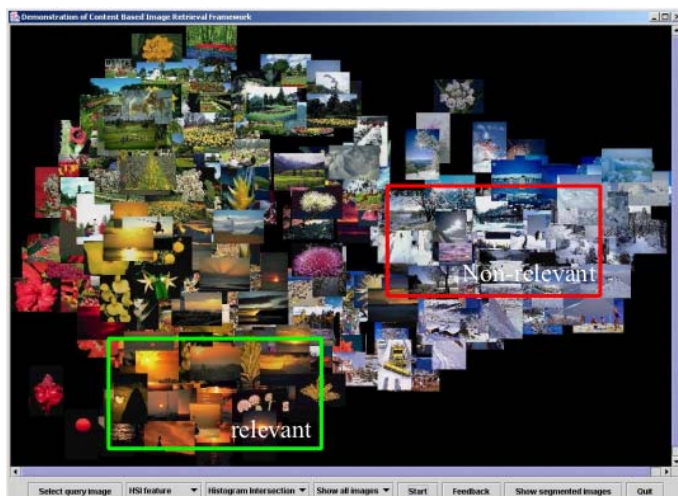 Demonstration of Content Based Image Retrieval Framework
Non-relevant
relevant
Select query image HSI feature Histogram Intersection Show all images Start Feedback Show segmented images Quit